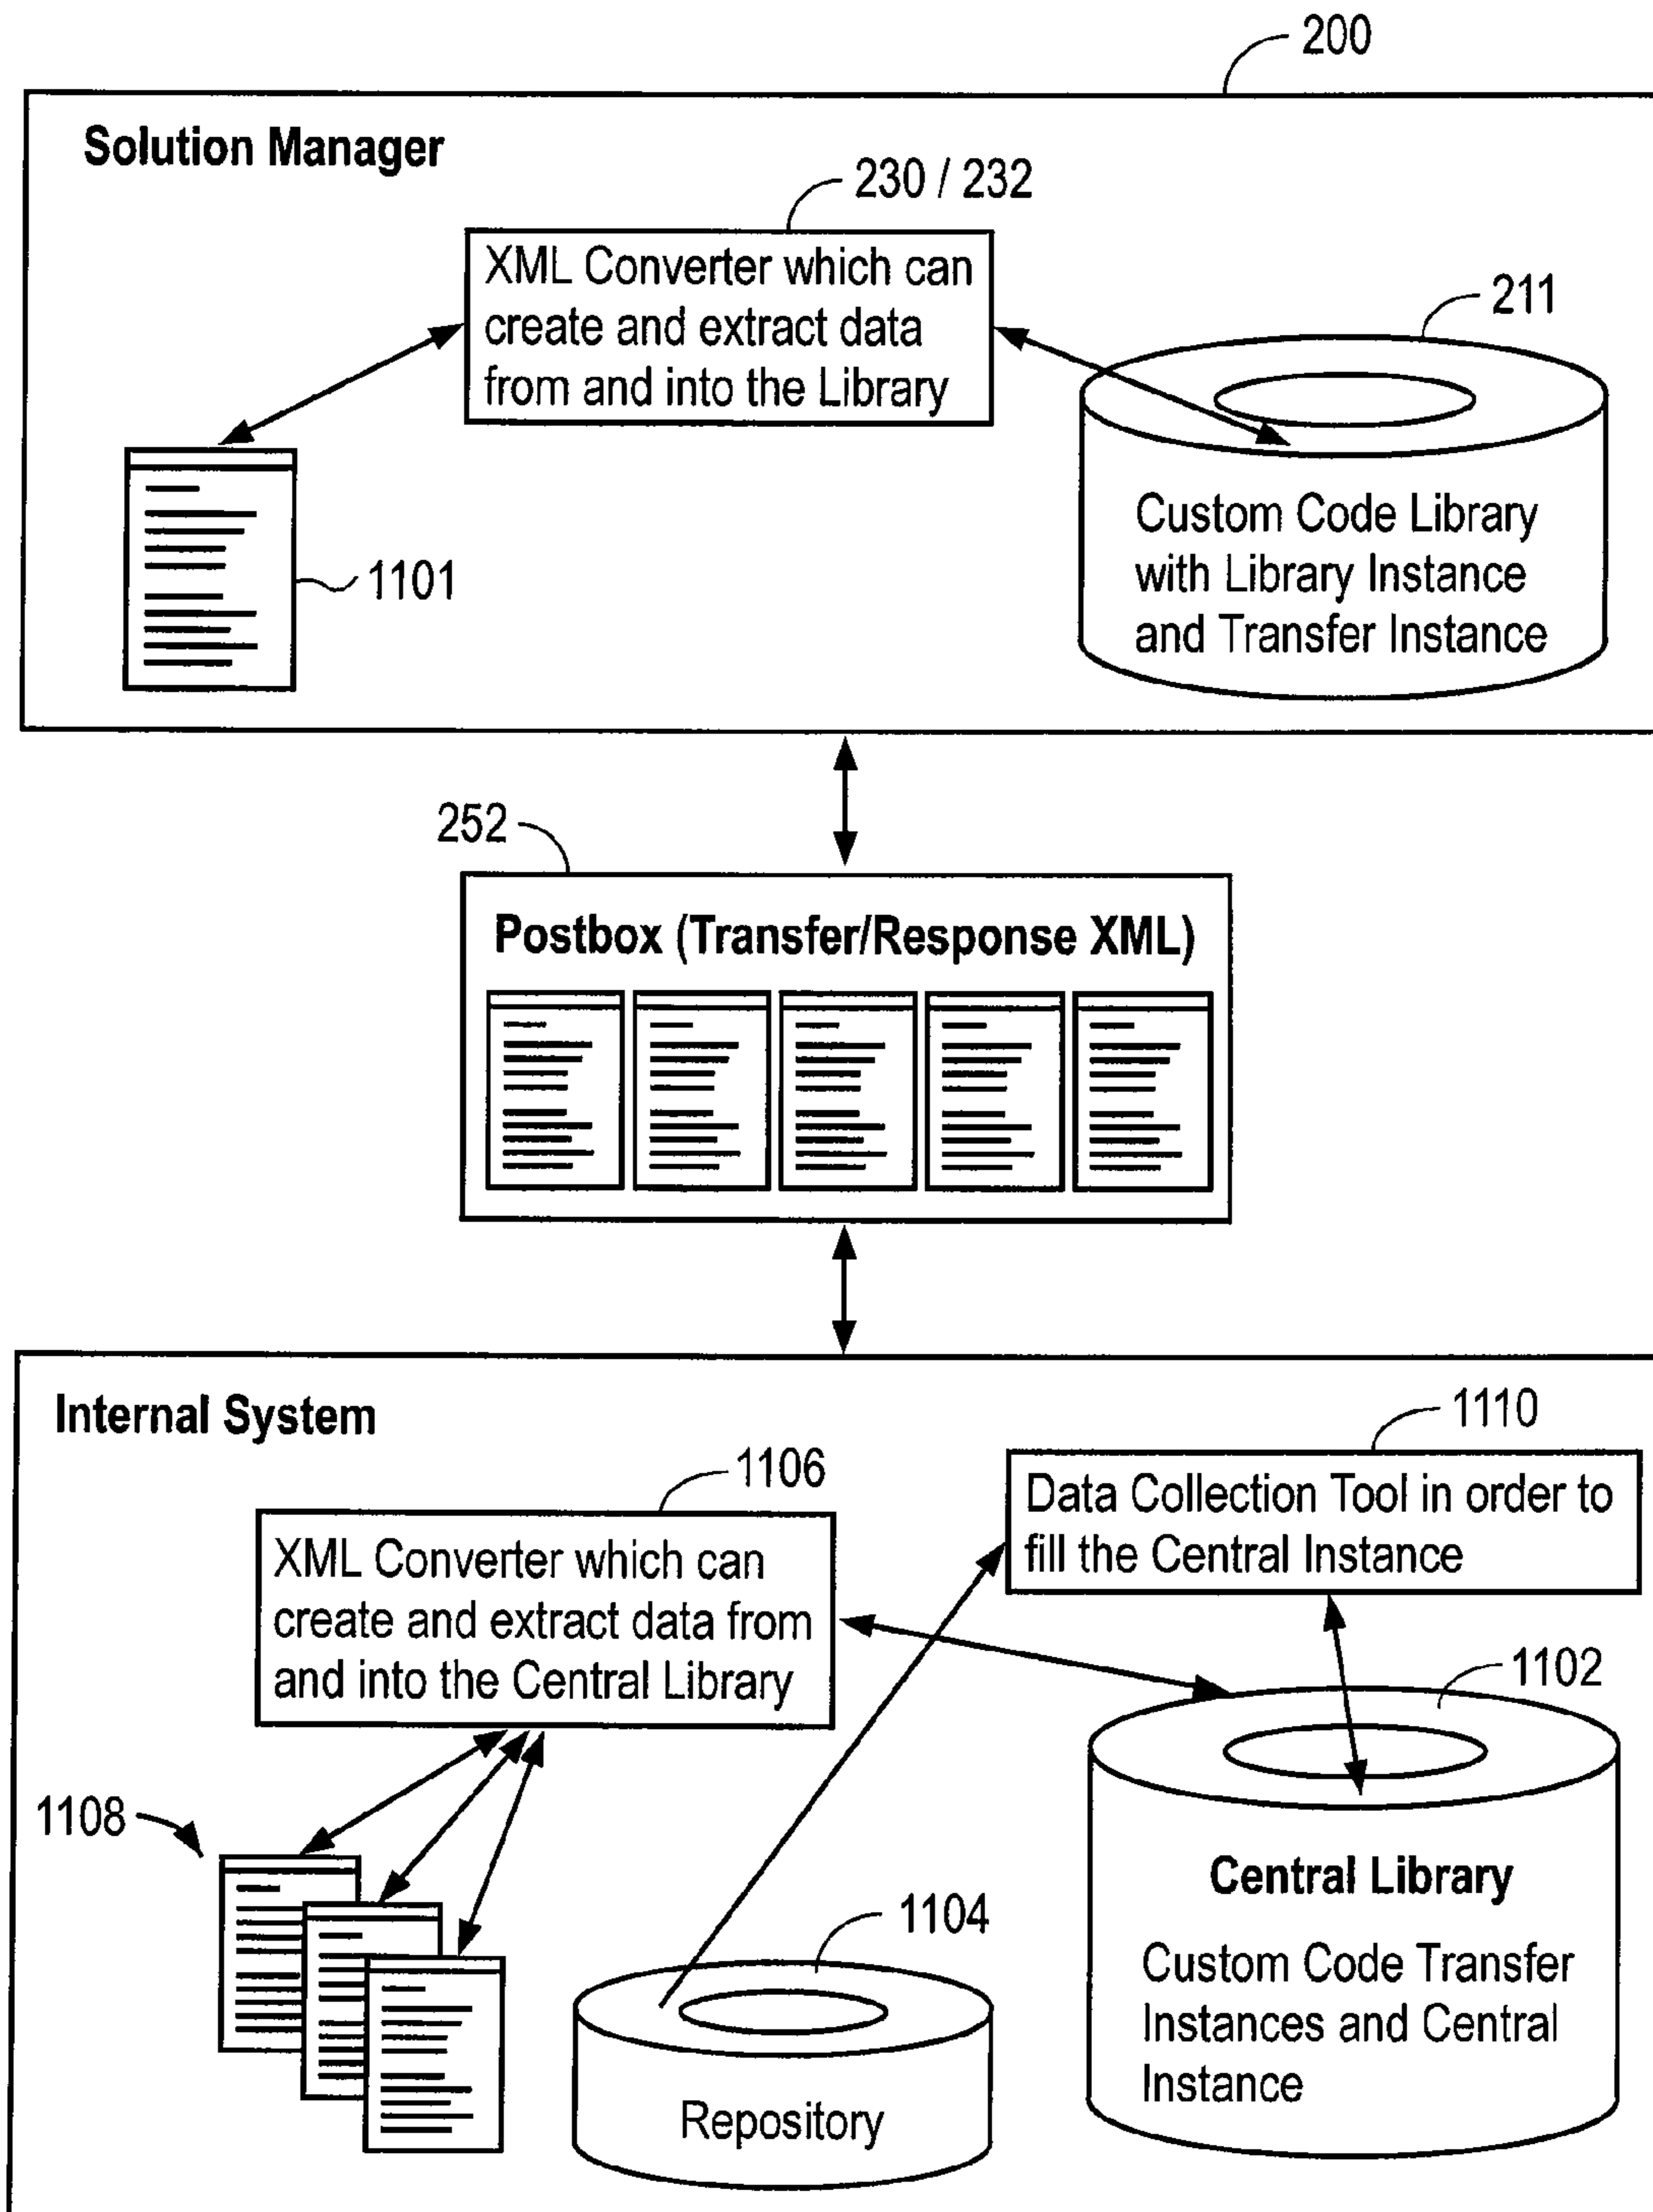 200
Solution Manager
230 / 232
XML Converter which can
create and extract data
from and into the Library
211
Custom Code Library
with Library Instance
and Transfer Instance
1101
252
Postbox (Transfer/Response XML)
Internal System
1110
Data Collection Tool in order to
fill the Central Instance
1106
XML Converter which can
create and extract data from
and into the Central Library
1102
1108
Central Library
Custom Code Transfer
Instances and Central
Instance
1104
Repository